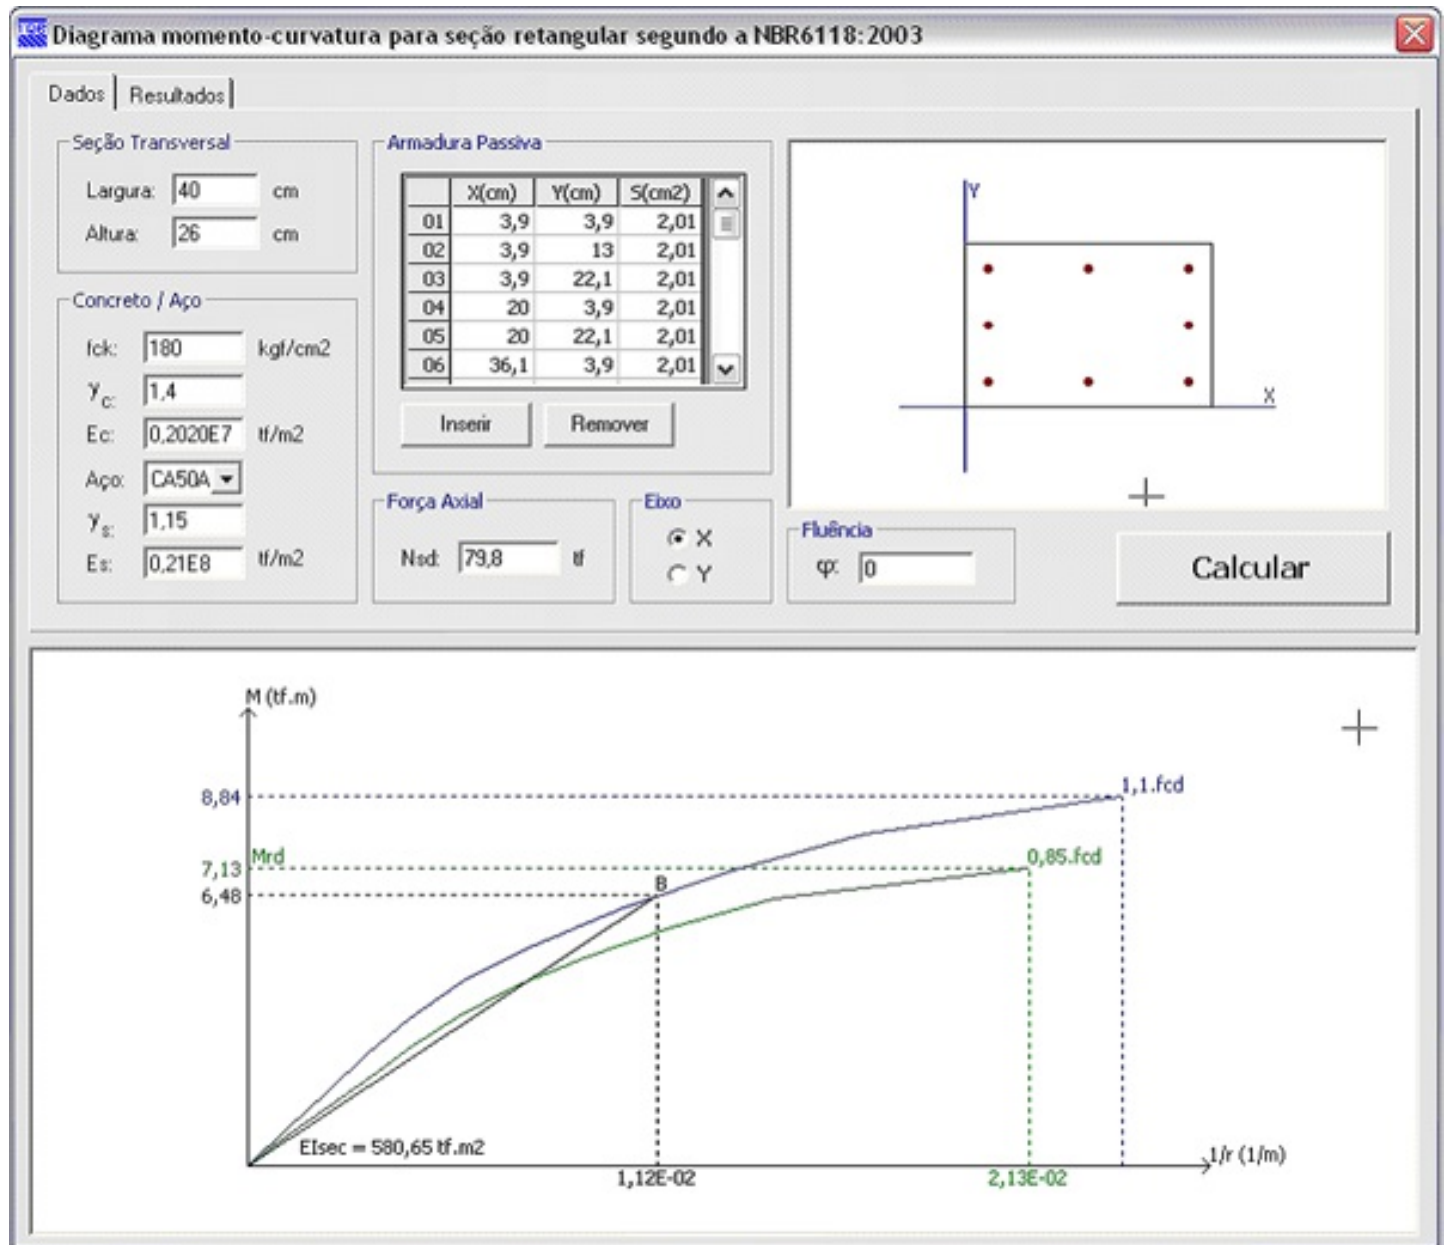 TQS
Diagrama momento-curvatura para seção retangular segundo a NBR6118:2003
Dados
Resultados
Seção Transversal
Largura: 40 cm
Altura: 26 cm
Concreto / Aço
fck: 180 kgf/cm2
γc: 1,4
Ec: 0,2020E7 tf/m2
Aço: CA50A
γs: 1,15
Es: 0,21E8 tf/m2
Armadura Passiva
X(cm) Y(cm) S(cm2)
01 3,9 3,9 2,01
02 3,9 13 2,01
03 3,9 22,1 2,01
04 20 3,9 2,01
05 20 22,1 2,01
06 36,1 3,9 2,01
Inserir
Remover
Força Axial
Nsd: 79,8 tf
Eixo
X
Y
Y
X
Fluência
φ: 0
Calcular
M (tf.m)
8,84
1,1.fcd
Mrd
7,13
0,85.fcd
6,48
B
EIsec = 580,65 tf.m2
1/r (1/m)
1,12E-02
2,13E-02